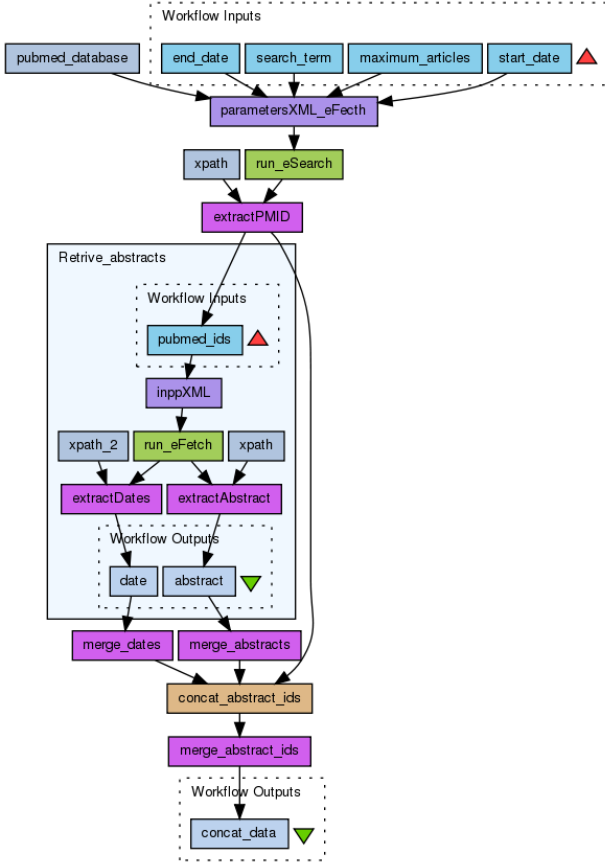 Workflow Inputs
pubmed_database
end_date
search_term
maximum_articles
start_date
parametersXML_eFecth
xpath
run_eSearch
extractPMID
Retrive_abstracts
Workflow Inputs
pubmed_ids
inppXML
xpath_2
run_eFetch
xpath
extractDates
extractAbstract
Workflow Outputs
date
abstract
merge_dates
merge_abstracts
concat_abstract_ids
merge_abstract_ids
Workflow Outputs
concat_data